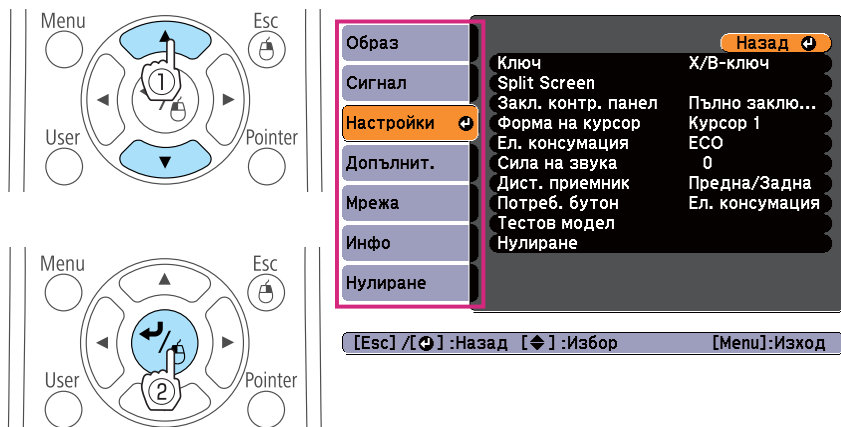 Menu
Esc
1
User
Pointer
Menu
Esc
User
Pointer
2
Образ
Сигнал
Настройки
Допълнит.
Мрежа
Инфо
Нулиране
Назад
Ключ Х/В-ключ
Split Screen
Закл. контр. панел Пълно заклю...
Форма на курсор Курсор 1
Ел. консумация ECO
Сила на звука 0
Дист. приемник Предна/Задна
Потреб. бутон Ел. консумация
Тестов модел
Нулиране
[Esc] /[ ] :Назад [ ] :Избор [Menu]:Изход